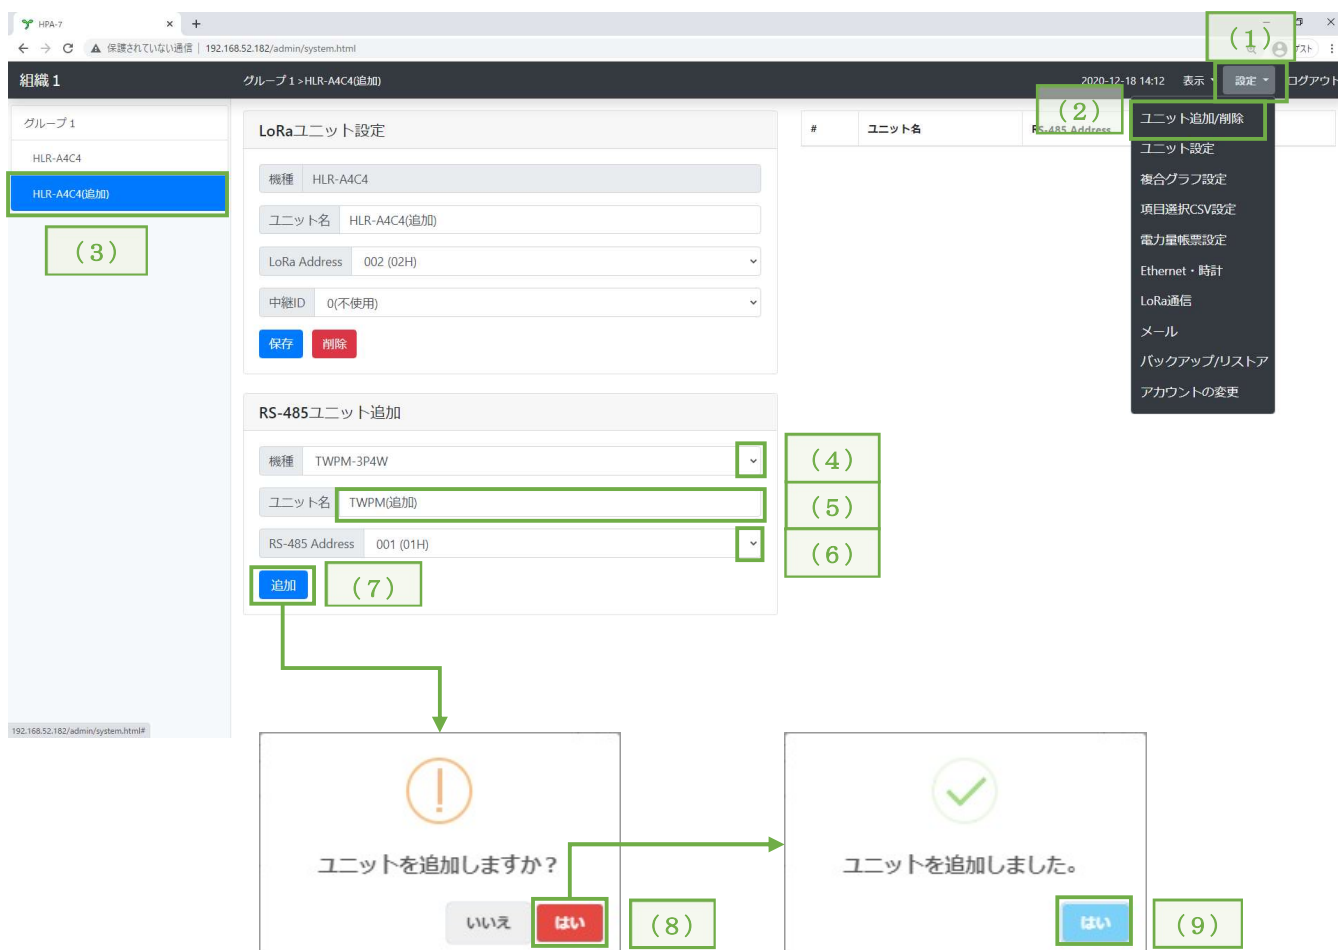 HPA-7
保護されていない通信 | 192.168.52.182/admin/system.html
(1)
ゲスト
組織 1
グループ 1 > HLR-A4C4(追加)
2020-12-18 14:12 表示 設定 ログアウト
(2)
グループ 1
HLR-A4C4
HLR-A4C4(追加)
(3)
LoRaユニット設定
機種 HLR-A4C4
ユニット名 HLR-A4C4(追加)
LoRa Address 002 (02H)
中継ID 0(不使用)
保存 削除
# ユニット名 RS-485 Address
ユニット追加/削除
ユニット設定
複合グラフ設定
項目選択CSV設定
電力量帳票設定
Ethernet・時計
LoRa通信
メール
バックアップ/リストア
アカウントの変更
RS-485ユニット追加
機種 TWPM-3P4W
(4)
ユニット名 TWPM(追加)
(5)
RS-485 Address 001 (01H)
(6)
追加
(7)
192.168.52.182/admin/system.html#
ユニットを追加しますか?
いいえ はい
(8)
ユニットを追加しました。
はい
(9)